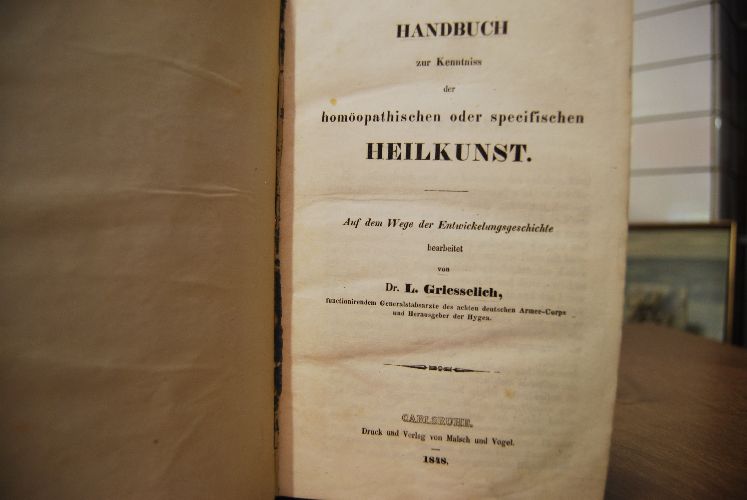 HANDBUCH
zur Kenntniss
der
homöopathischen oder specifischen
HEILKUNST.
Auf dem Wege der Entwickelungsgeschichte
bearbeitet
von
Dr. L. Griesselich,
functionirendem Generalstabsarzte des achten deutschen Armee-Corps
und Herausgeber der Hygea.
CARLSRUHE.
Druck und Verlag von Malsch und Vogel.
1848.